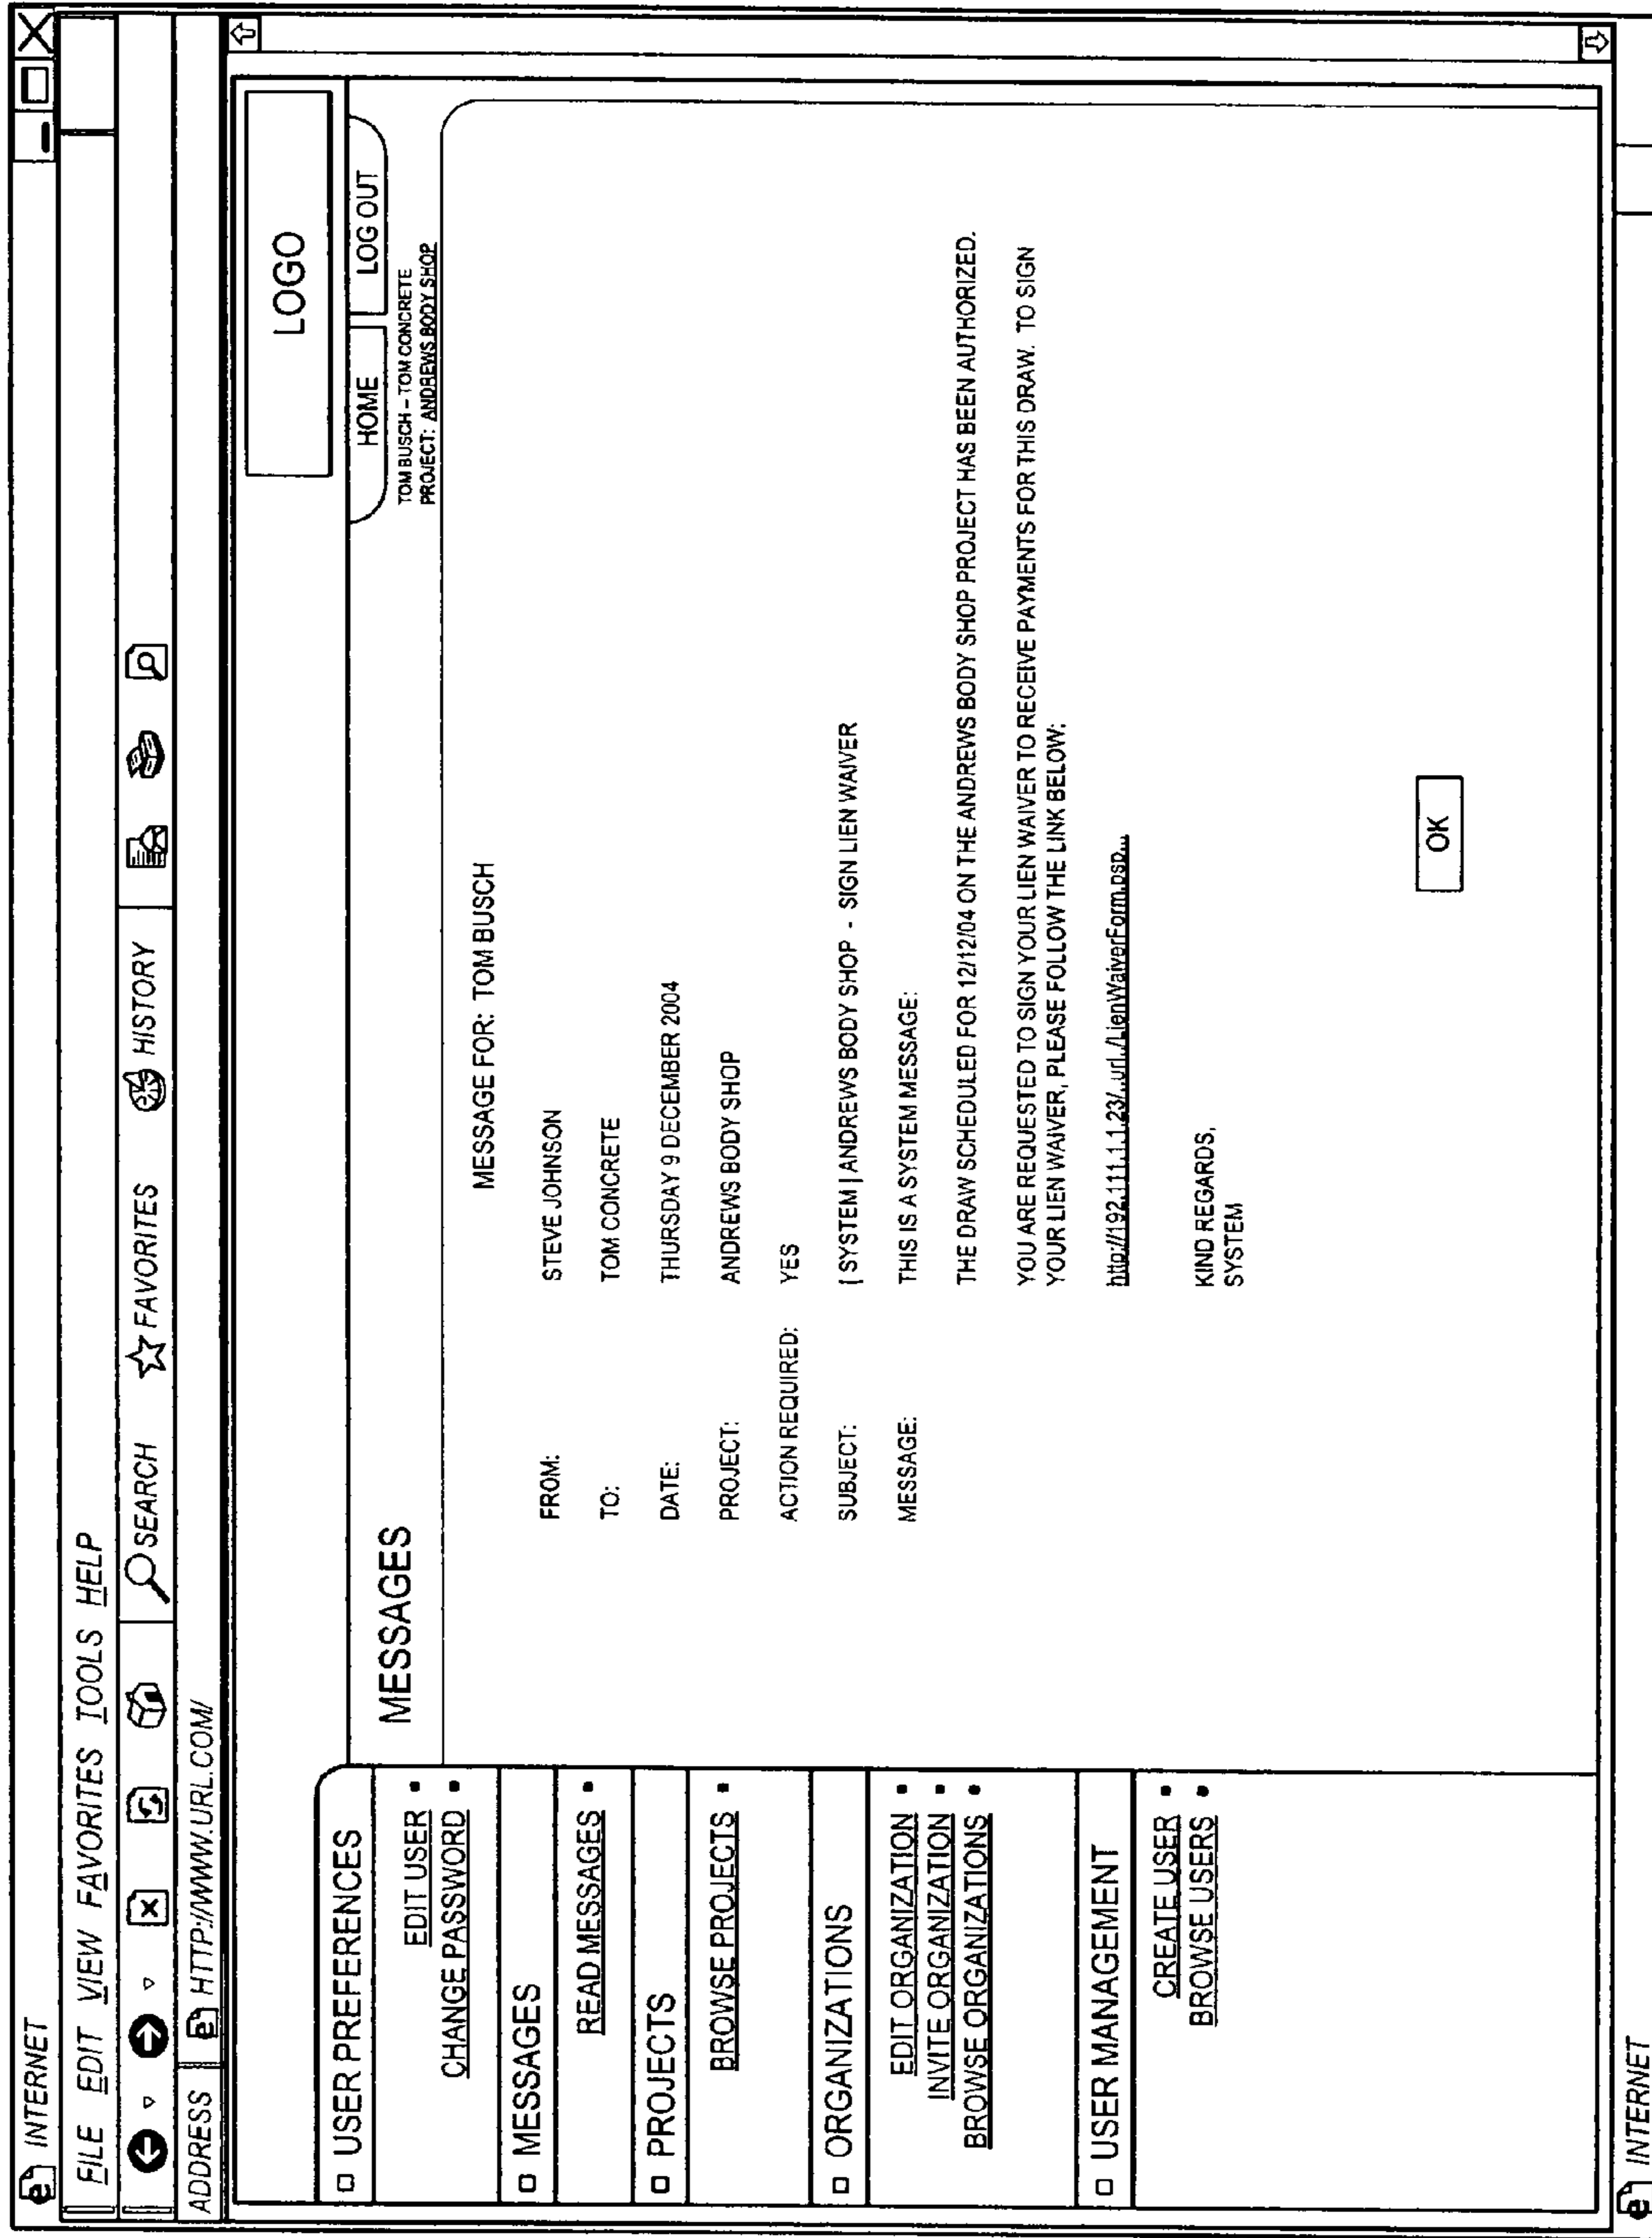 INTERNET
FILE EDIT VIEW FAVORITES TOOLS HELP
SEARCH FAVORITES HISTORY
ADDRESS HTTP://WWW.URL.COM/
LOGO
HOME LOG OUT
TOM BUSCH – TOM CONCRETE
PROJECT: ANDREWS BODY SHOP
USER PREFERENCES
EDIT USER
CHANGE PASSWORD
MESSAGES
READ MESSAGES
PROJECTS
BROWSE PROJECTS
ORGANIZATIONS
EDIT ORGANIZATION
INVITE ORGANIZATION
BROWSE ORGANIZATIONS
USER MANAGEMENT
CREATE USER
BROWSE USERS
MESSAGES
MESSAGE FOR: TOM BUSCH
FROM: STEVE JOHNSON
TO: TOM CONCRETE
DATE: THURSDAY 9 DECEMBER 2004
PROJECT: ANDREWS BODY SHOP
ACTION REQUIRED: YES
SUBJECT: [ SYSTEM ] ANDREWS BODY SHOP - SIGN LIEN WAIVER
MESSAGE: THIS IS A SYSTEM MESSAGE:
THE DRAW SCHEDULED FOR 12/12/04 ON THE ANDREWS BODY SHOP PROJECT HAS BEEN AUTHORIZED.
YOU ARE REQUESTED TO SIGN YOUR LIEN WAIVER TO RECEIVE PAYMENTS FOR THIS DRAW. TO SIGN
YOUR LIEN WAIVER, PLEASE FOLLOW THE LINK BELOW:
http://192.111.1.1.23/..url../LienWaiverForm.psp...
KIND REGARDS,
SYSTEM
OK
INTERNET